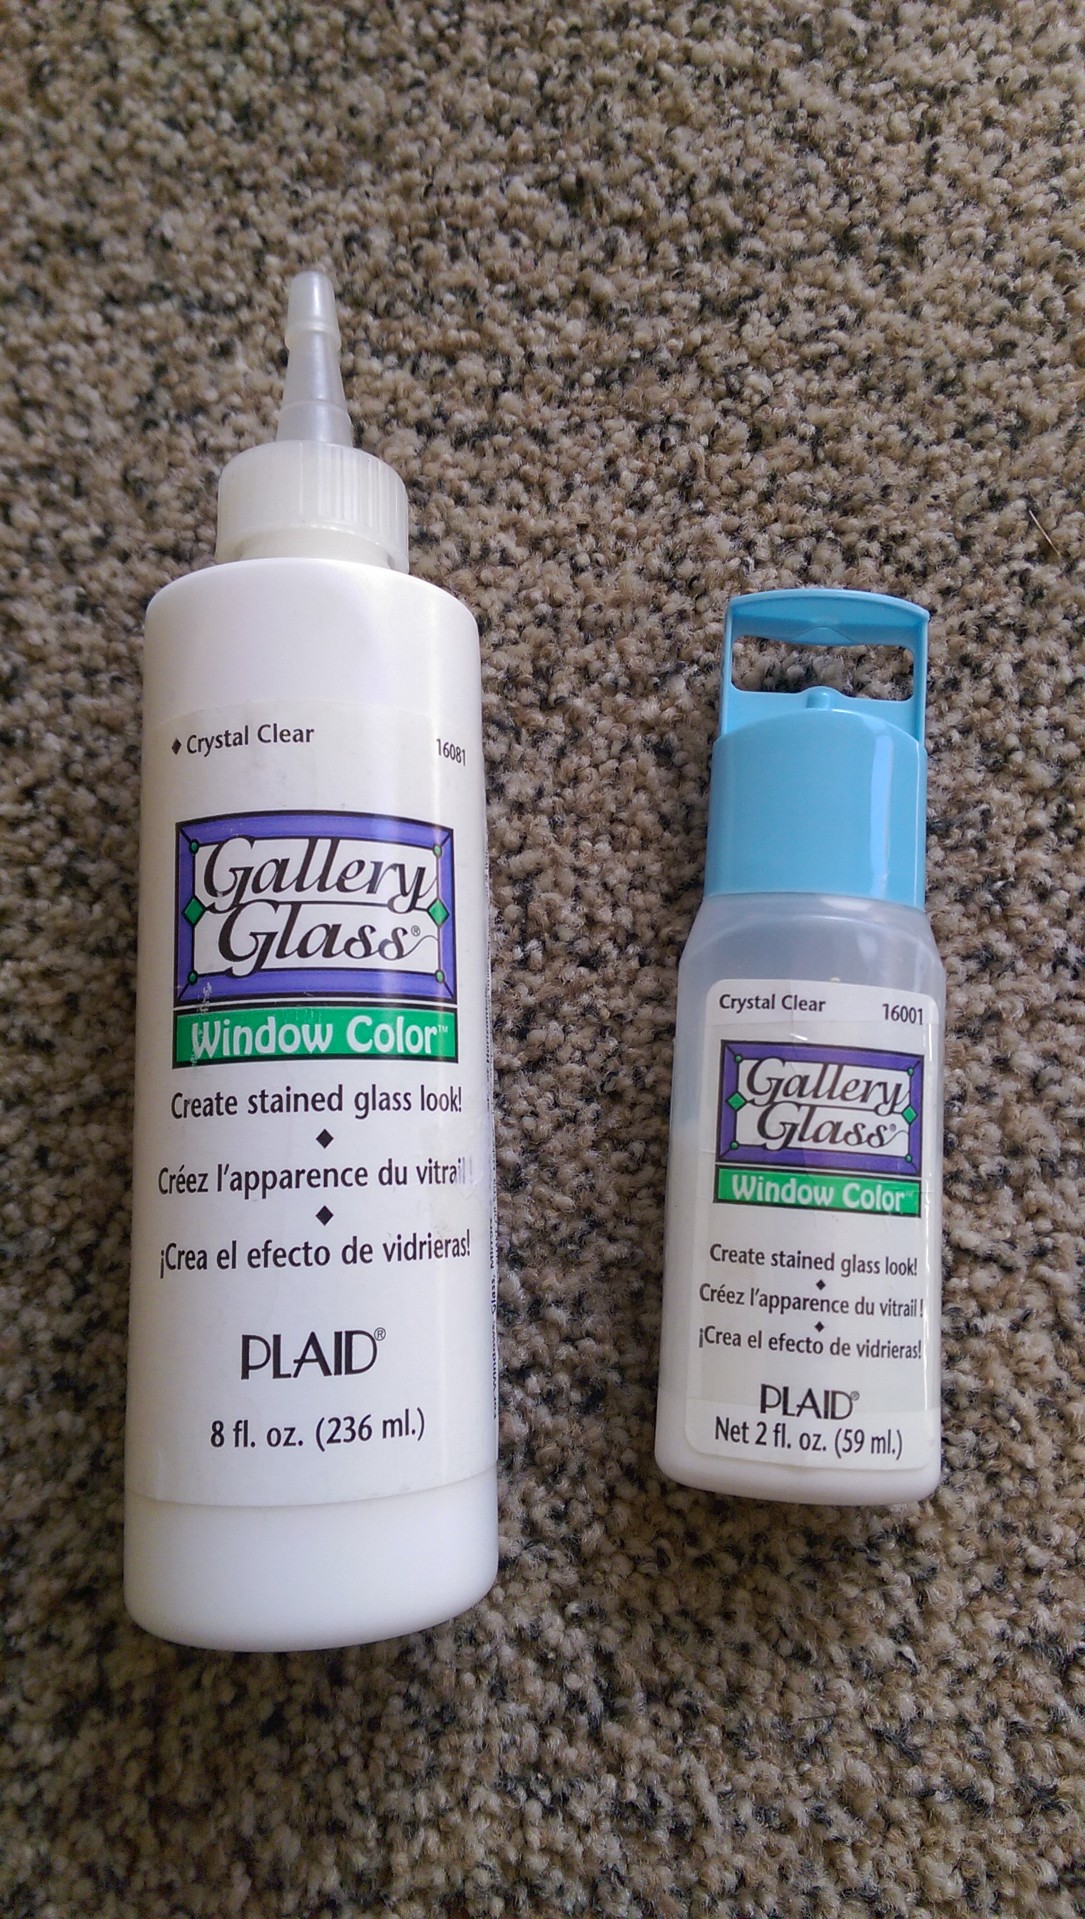 ◆ Crystal Clear 16081
Gallery
Glass®
Window Color™
Create stained glass look!
◆
Créez l'apparence du vitrail !
◆
¡Crea el efecto de vidrieras!
PLAID®
8 fl. oz. (236 ml.)
Crystal Clear 16001
Gallery
Glass®
Window Color™
Create stained glass look!
◆
Créez l'apparence du vitrail !
◆
¡Crea el efecto de vidrieras!
PLAID®
Net 2 fl. oz. (59 ml.)